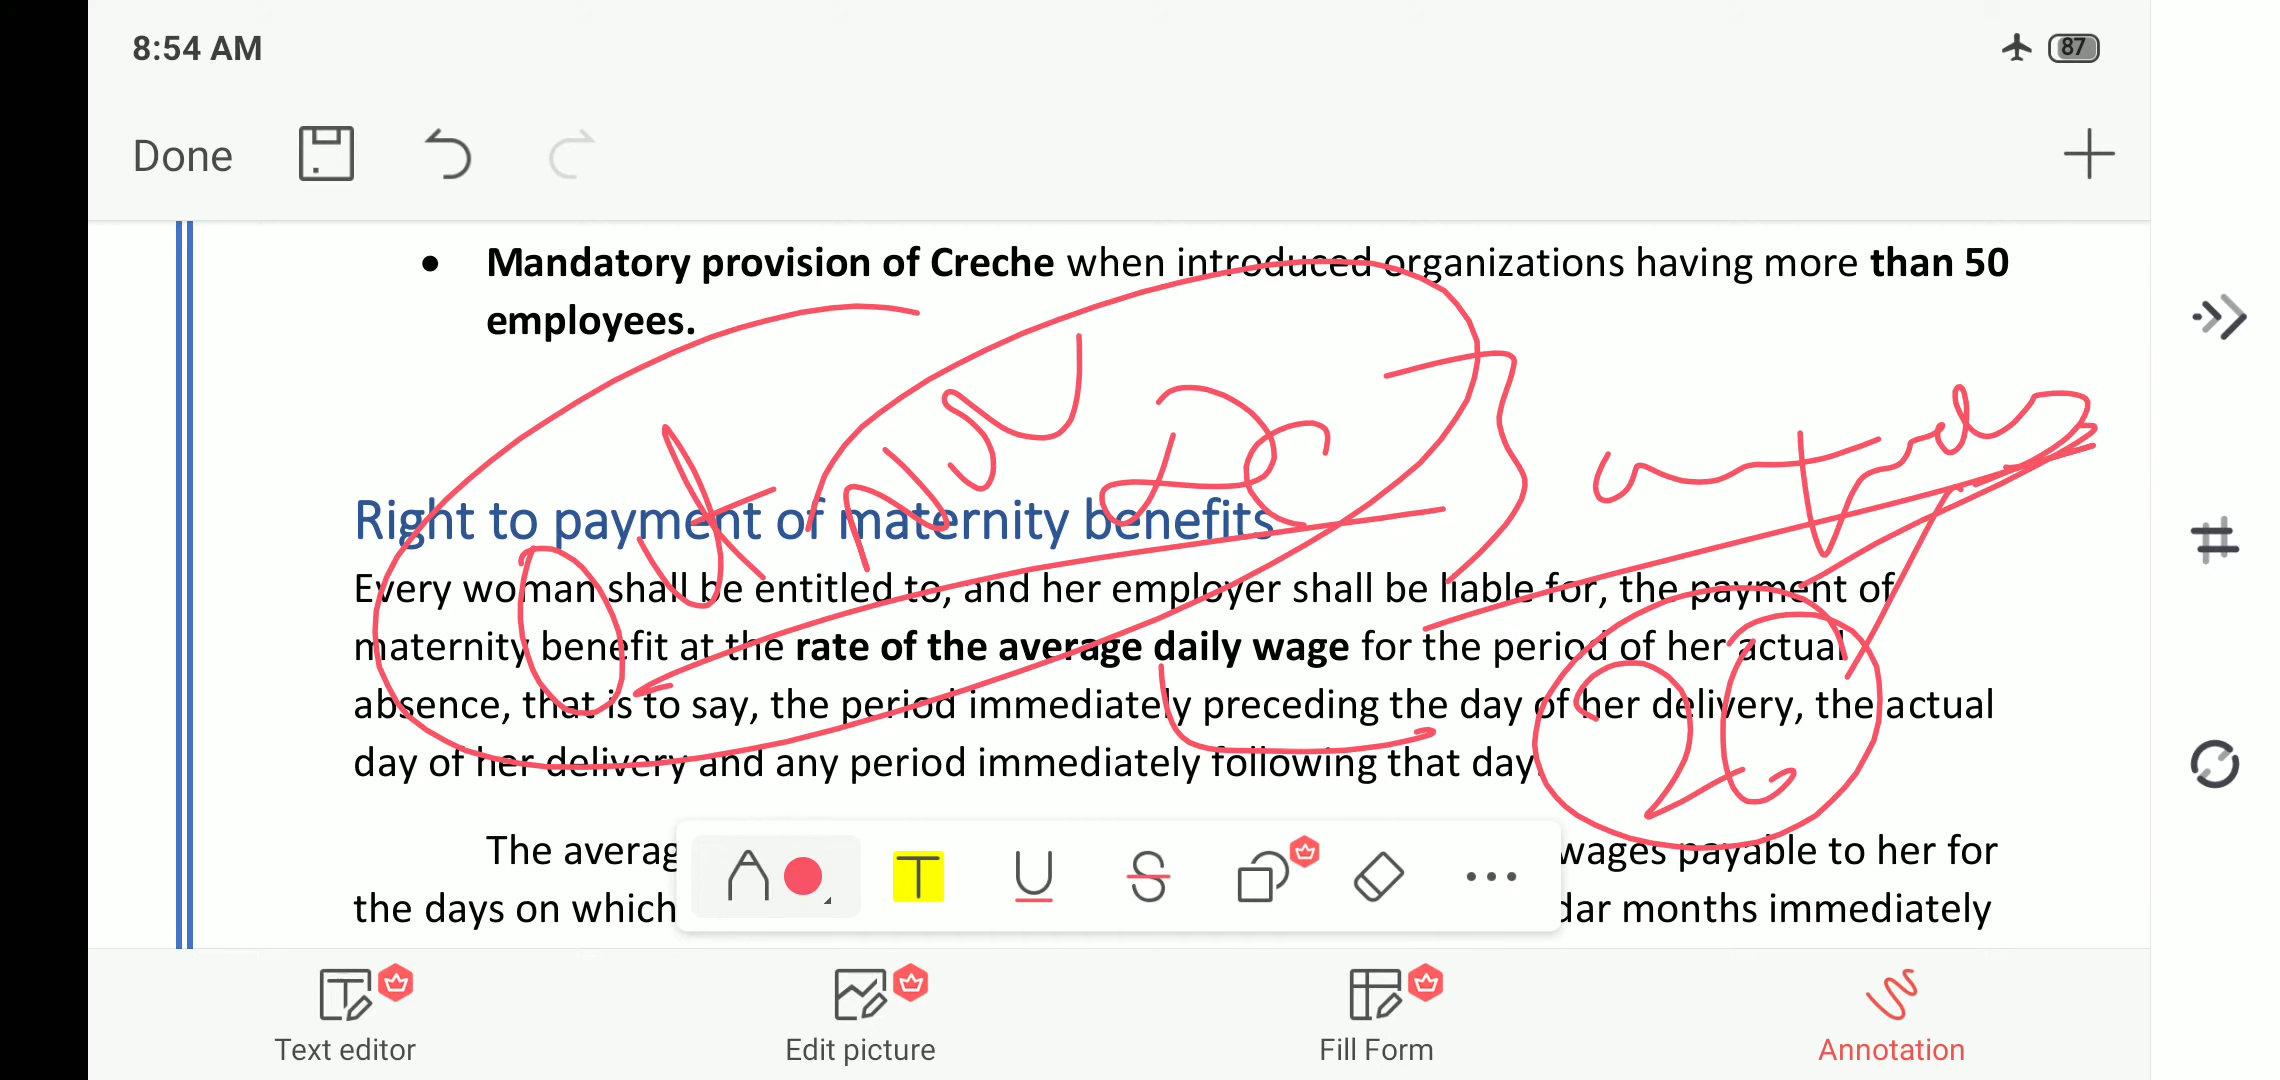 8:54 AM
87
Done
• Mandatory provision of Creche when introduced organizations having more than 50
employees.
Right to payment of maternity benefits
Every woman shall be entitled to, and her employer shall be liable for, the payment of
maternity benefit at the rate of the average daily wage for the period of her actual
absence, that is to say, the period immediately preceding the day of her delivery, the actual
day of her delivery and any period immediately following that day.
26
The averag
wages payable to her for
the days on which
dar months immediately
Text editor
Edit picture
Fill Form
Annotation